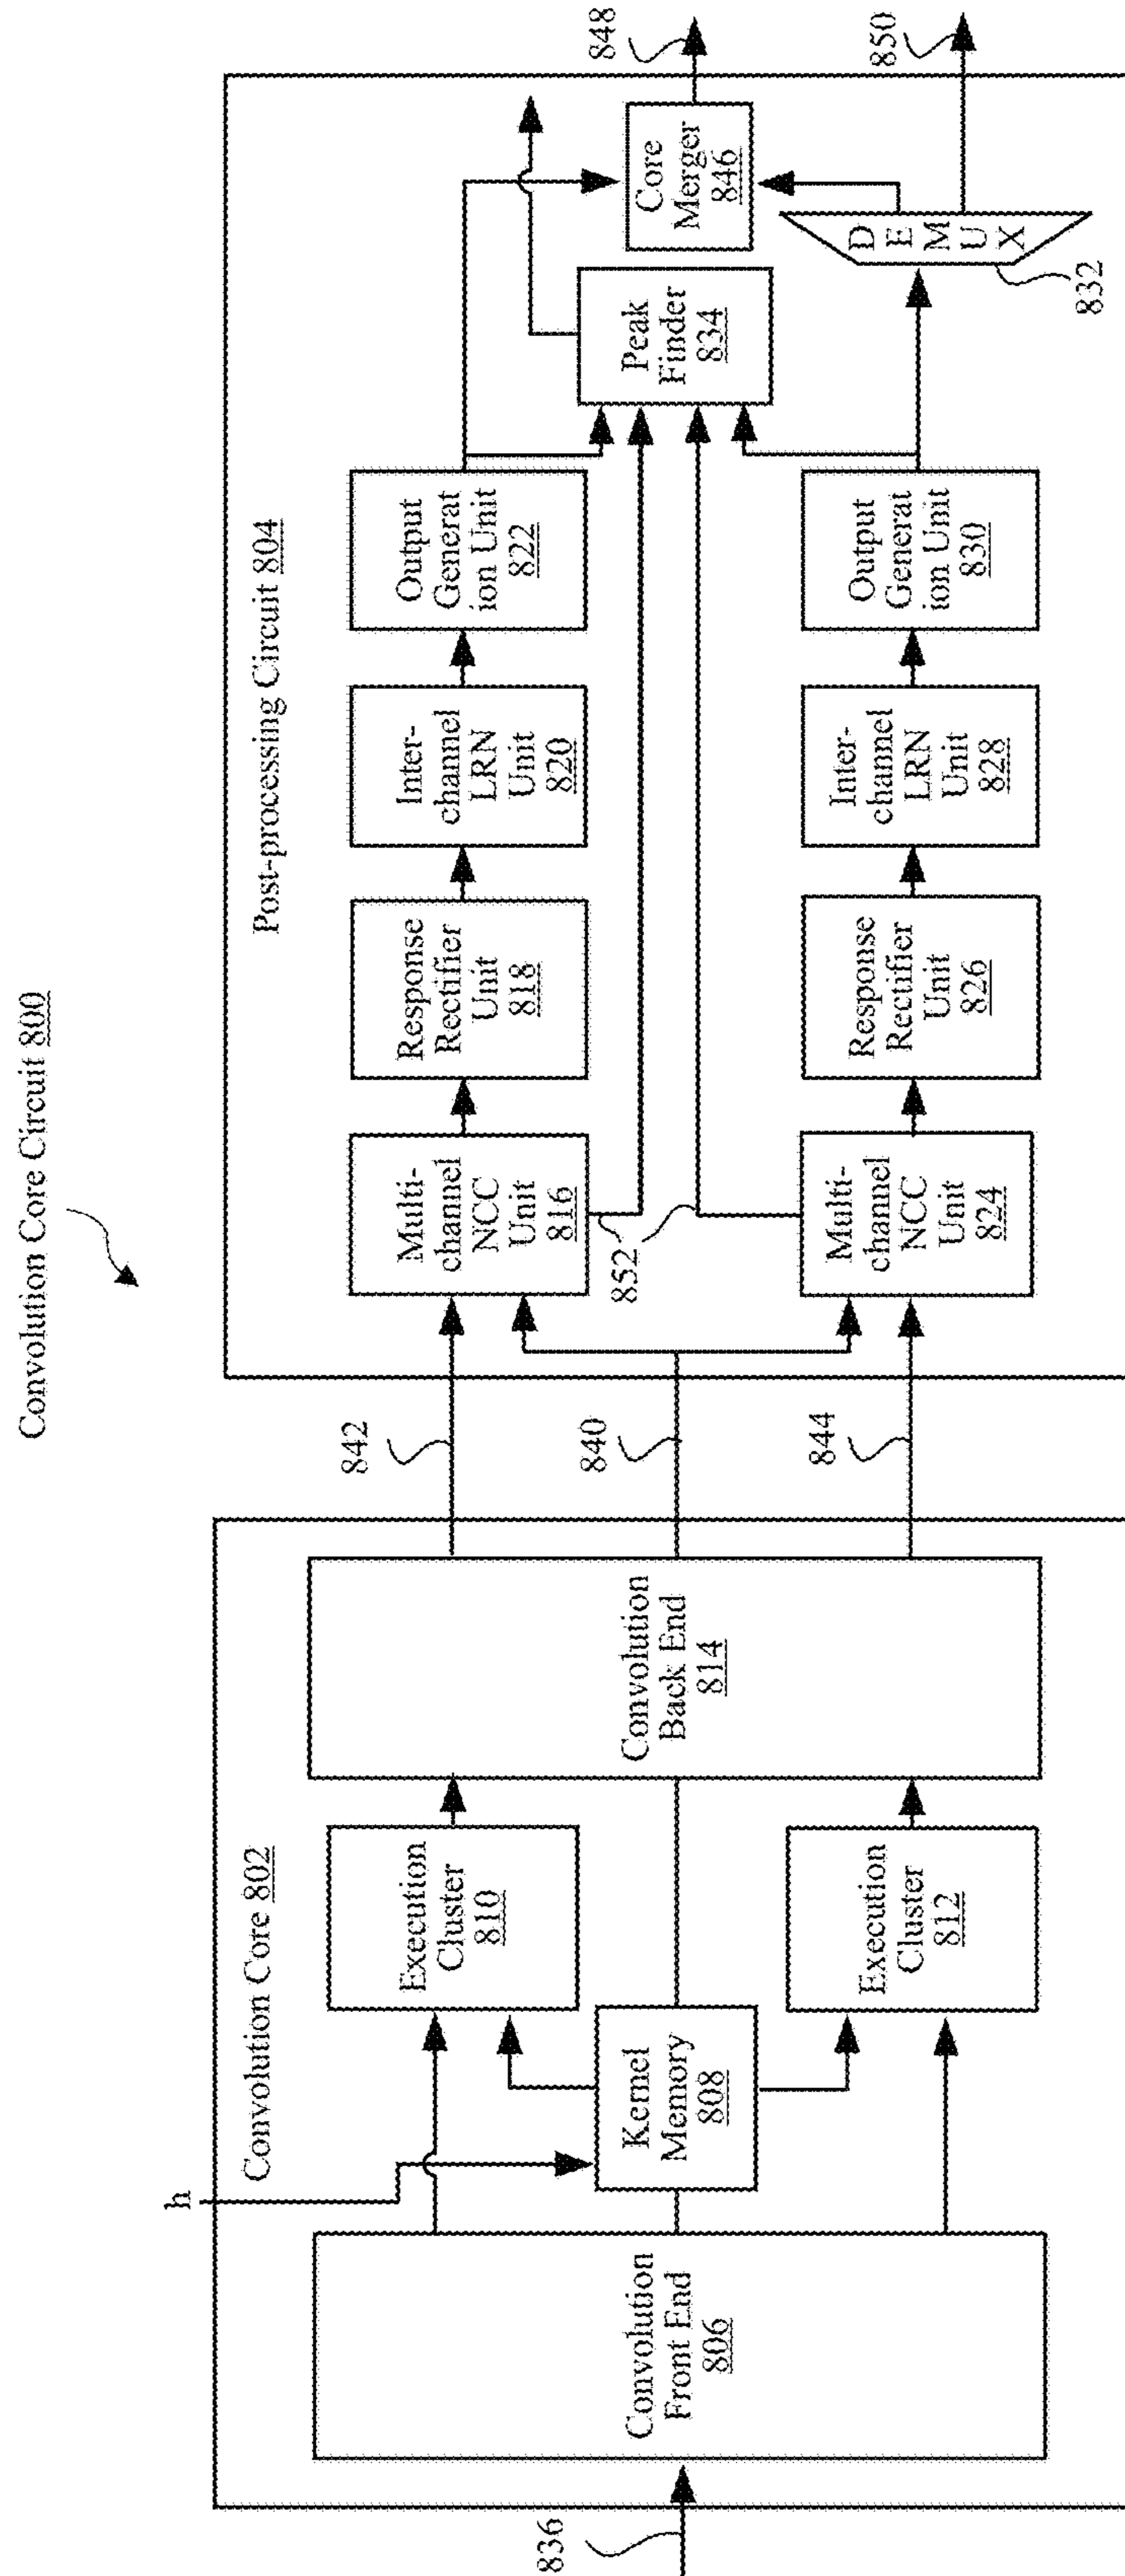 Convolution Core Circuit 800
Convolution Core 802
h
836
Convolution
Front End
806
Kernel
Memory
808
Execution
Cluster
810
Execution
Cluster
812
Convolution
Back End
814
842
840
844
Post-processing Circuit 804
Multi-
channel
NCC
Unit
816
852
Multi-
channel
NCC
Unit
824
Response
Rectifier
Unit
818
Response
Rectifier
Unit
826
Inter-
channel
LRN
Unit
820
Inter-
channel
LRN
Unit
828
Output
Generat
ion Unit
822
Output
Generat
ion Unit
830
Peak
Finder
834
Core
Merger
846
D
E
M
U
X
832
848
850